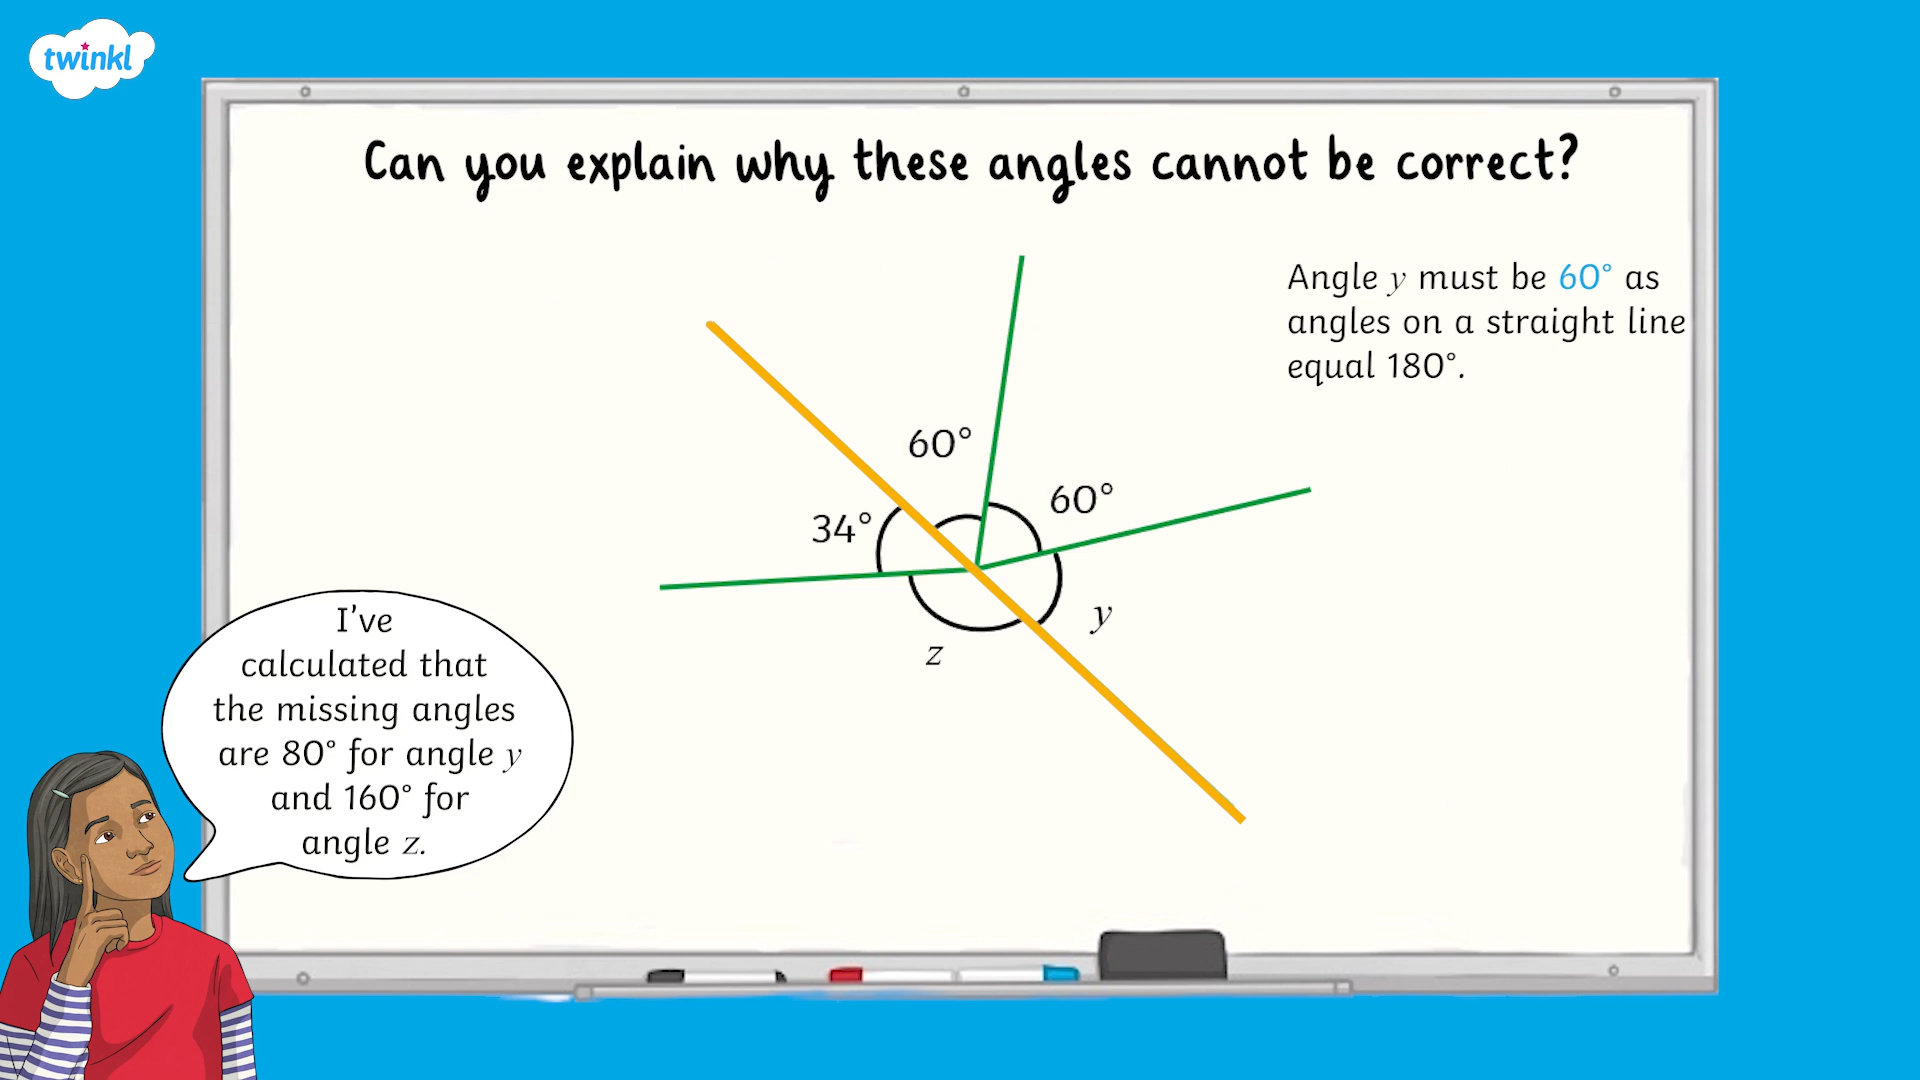 twinkl
Can you explain why these angles cannot be correct?
Angle y must be 60° as
angles on a straight line
equal 180°.
60°
60°
34°
y
z
I've
calculated that
the missing angles
are 80° for angle y
and 160° for
angle z.